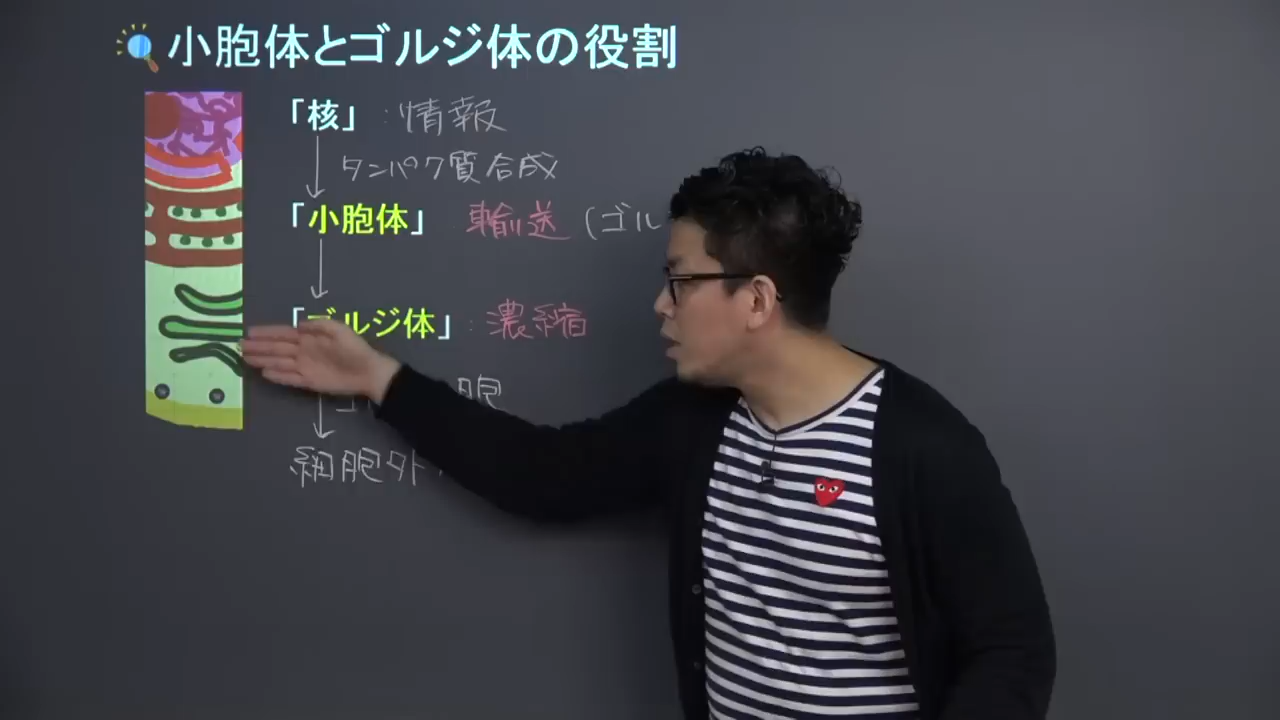 小胞体とゴルジ体の役割
「核」:情報
タンパク質合成
「小胞体」 輸送 (ゴル
「ゴルジ体」:濃縮
胞
細胞外